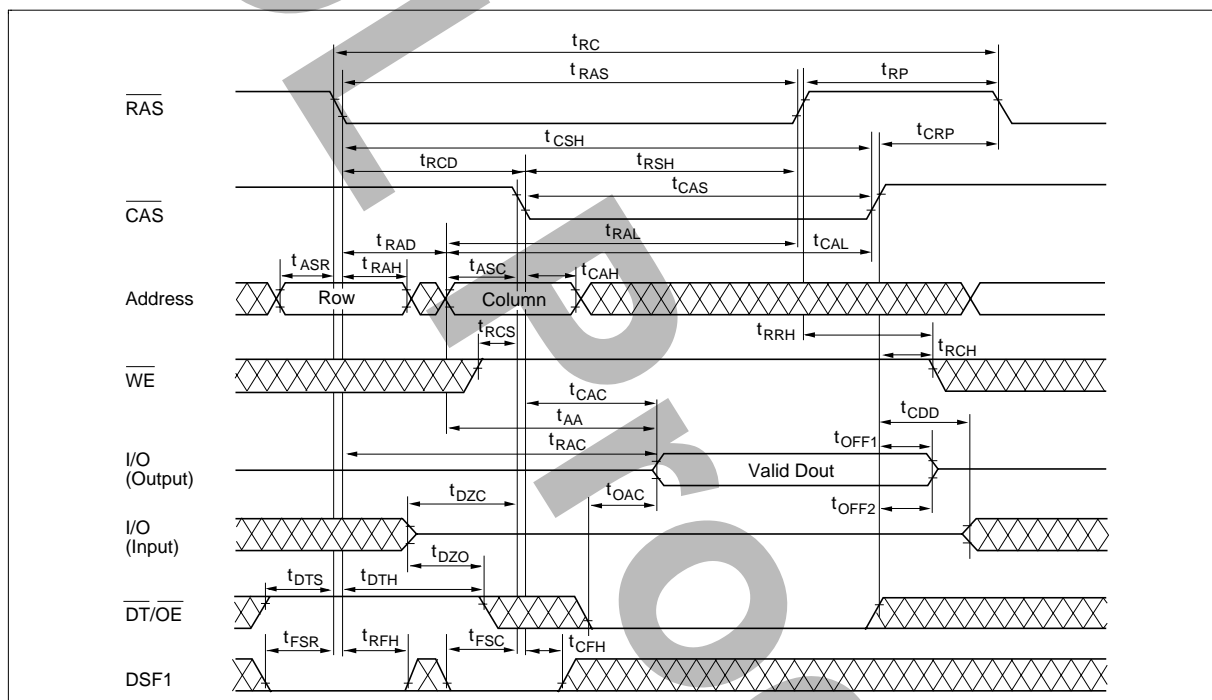 tRC
tRAS tRP
RAS
tCSH tCRP
tRCD tRSH
tCAS
CAS
tRAL
tRAD tCAL
tASR tRAH tASC tCAH
Address Row Column
tRCS tRRH
tRCH
WE
tCAC
tCDD
tAA
tRAC tOFF1
I/O
(Output) Valid Dout
tDZC tOAC tOFF2
I/O
(Input)
tDZO
tDTS tDTH
DT/OE
tFSR tRFH tFSC tCFH
DSF1